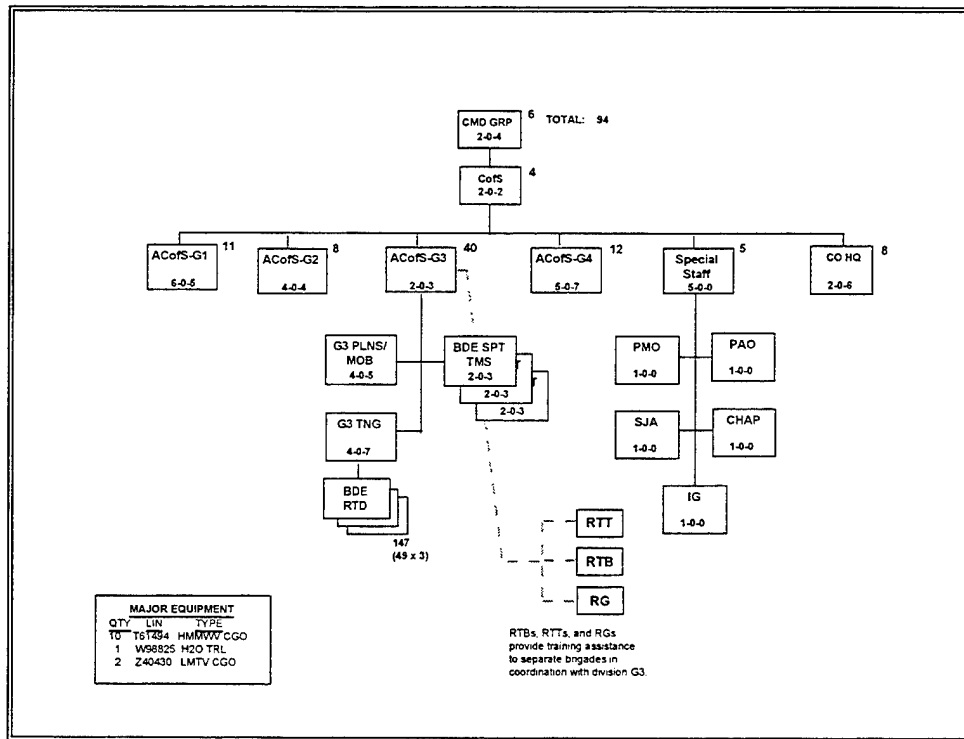 CMD GRP
2-0-4
6 TOTAL: 94
CofS
2-0-2
4
ACofS-G1
6-0-5
11
ACofS-G2
4-0-4
8
ACofS-G3
2-0-3
40
ACofS-G4
5-0-7
12
Special
Staff
5-0-0
5
CO HQ
2-0-6
8
G3 PLNS/
MOB
4-0-5
BDE SPT
TMS
2-0-3
2-0-3
2-0-3
PMO
1-0-0
PAO
1-0-0
G3 TNG
4-0-7
SJA
1-0-0
CHAP
1-0-0
BDE
RTD
147
(49 x 3)
IG
1-0-0
RTT
RTB
RG
RTBs, RTTs, and RGs
provide training assistance
to separate brigades in
coordination with division G3.
MAJOR EQUIPMENT
QTY LIN TYPE
10 T61494 HMMWV CGO
1 W98825 H2O TRL
2 Z40430 LMTV CGO